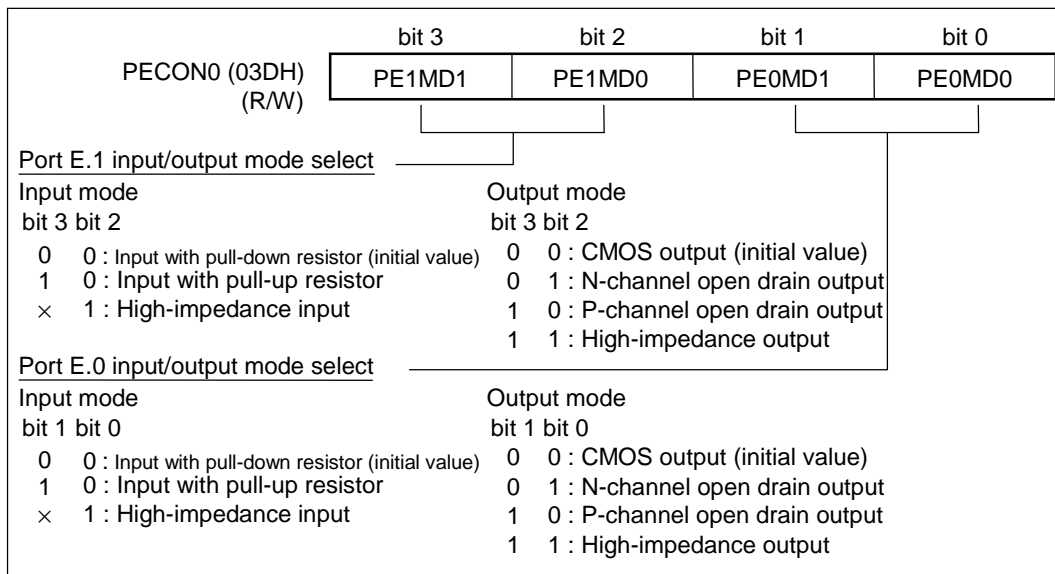 bit 3 bit 2 bit 1 bit 0
PECON0 (03DH) PE1MD1 PE1MD0 PE0MD1 PE0MD0
(R/W)
Port E.1 input/output mode select
Input mode Output mode
bit 3 bit 2 bit 3 bit 2
0 0 : Input with pull-down resistor (initial value) 0 0 : CMOS output (initial value)
1 0 : Input with pull-up resistor 0 1 : N-channel open drain output
× 1 : High-impedance input 1 0 : P-channel open drain output
1 1 : High-impedance output
Port E.0 input/output mode select
Input mode Output mode
bit 1 bit 0 bit 1 bit 0
0 0 : Input with pull-down resistor (initial value) 0 0 : CMOS output (initial value)
1 0 : Input with pull-up resistor 0 1 : N-channel open drain output
× 1 : High-impedance input 1 0 : P-channel open drain output
1 1 : High-impedance output